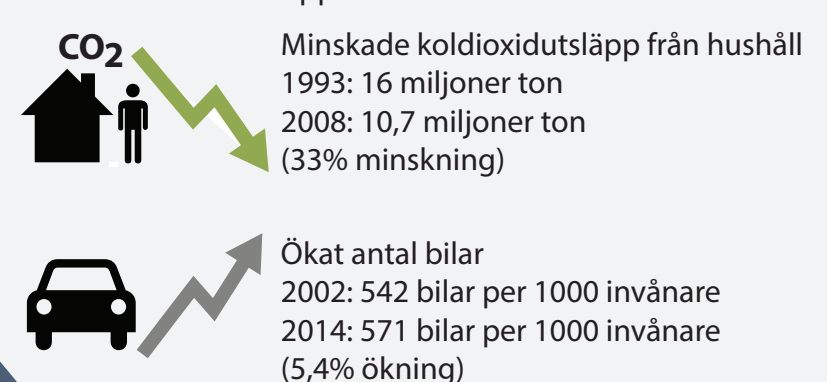 CO₂
Minskade koldioxidutsläpp från hushåll
1993: 16 miljoner ton
2008: 10,7 miljoner ton
(33% minskning)
Ökat antal bilar
2002: 542 bilar per 1000 invånare
2014: 571 bilar per 1000 invånare
(5,4% ökning)